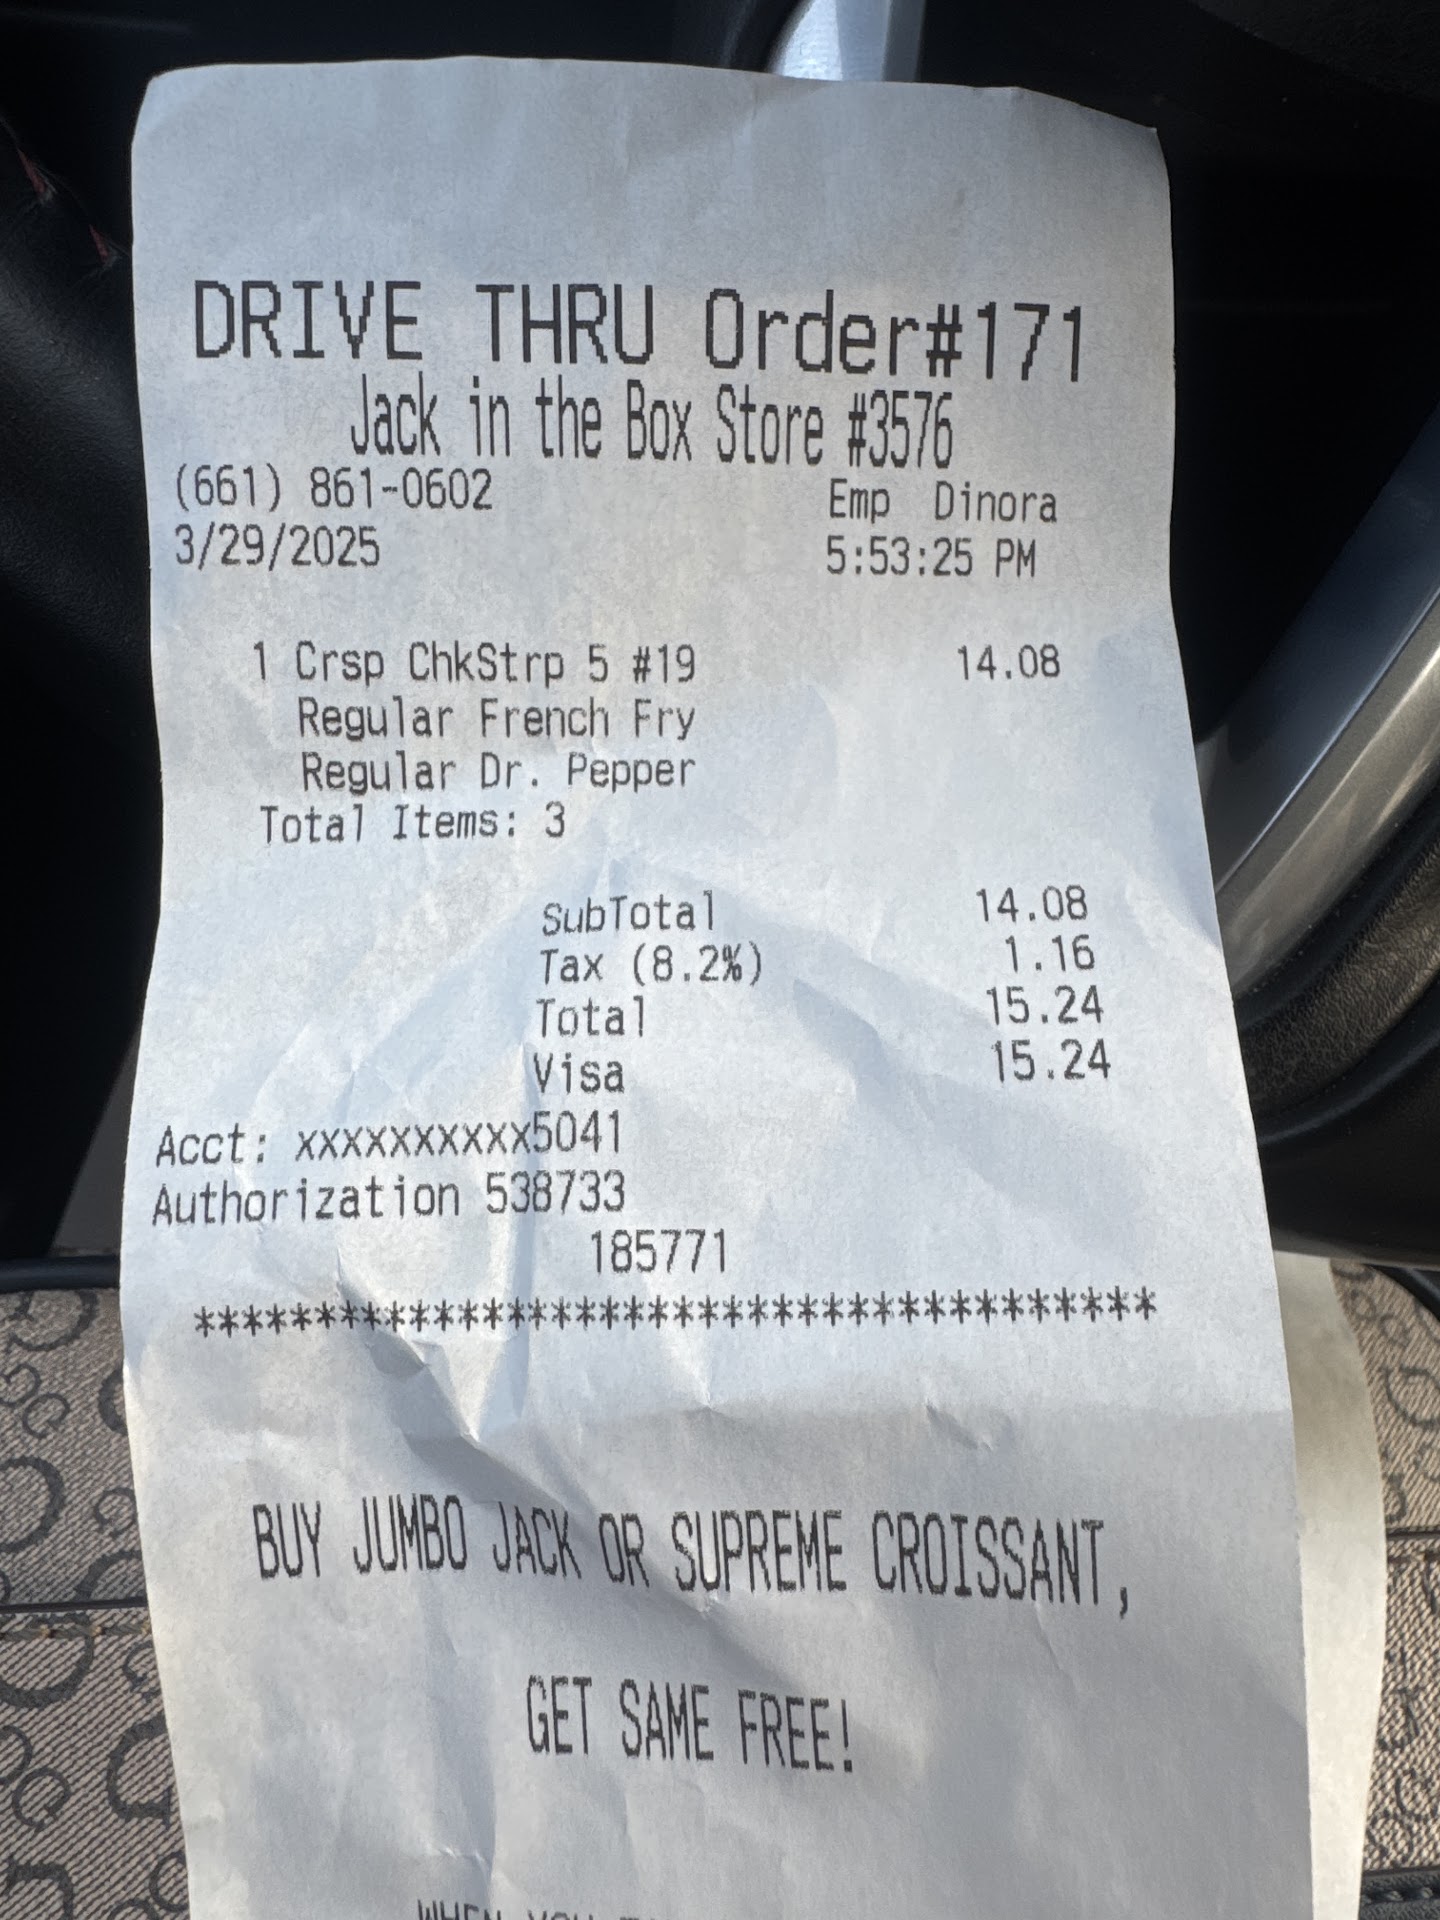 DRIVE THRU Order#171
Jack in the Box Store #3576
(661) 861-0602 Emp Dinora
3/29/2025 5:53:25 PM
1 Crsp ChkStrp 5 #19 14.08
Regular French Fry
Regular Dr. Pepper
Total Items: 3
SubTotal 14.08
Tax (8.2%) 1.16
Total 15.24
Visa 15.24
Acct: xxxxxxxxxx5041
Authorization 538733
185771
****************************************
BUY JUMBO JACK OR SUPREME CROISSANT,
GET SAME FREE!
WHEN YOU